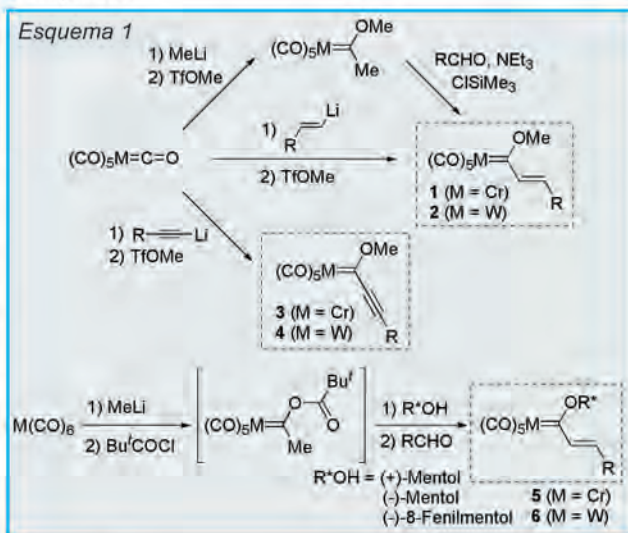 Esquema 1
1) MeLi
2) TfOMe
(CO)5M
OMe
Me
RCHO, NEt3
ClSiMe3
(CO)5M=C=O
1)
R
Li
2) TfOMe
(CO)5M
OMe
R
1 (M = Cr)
2 (M = W)
1) R
Li
2) TfOMe
(CO)5M
OMe
R
3 (M = Cr)
4 (M = W)
M(CO)6
1) MeLi
2) ButCOCl
(CO)5M
But
O
O
Me
1) R*OH
2) RCHO
(CO)5M
OR*
R
R*OH = (+)-Mentol
(-)-Mentol
(-)-8-Fenilmentol
5 (M = Cr)
6 (M = W)